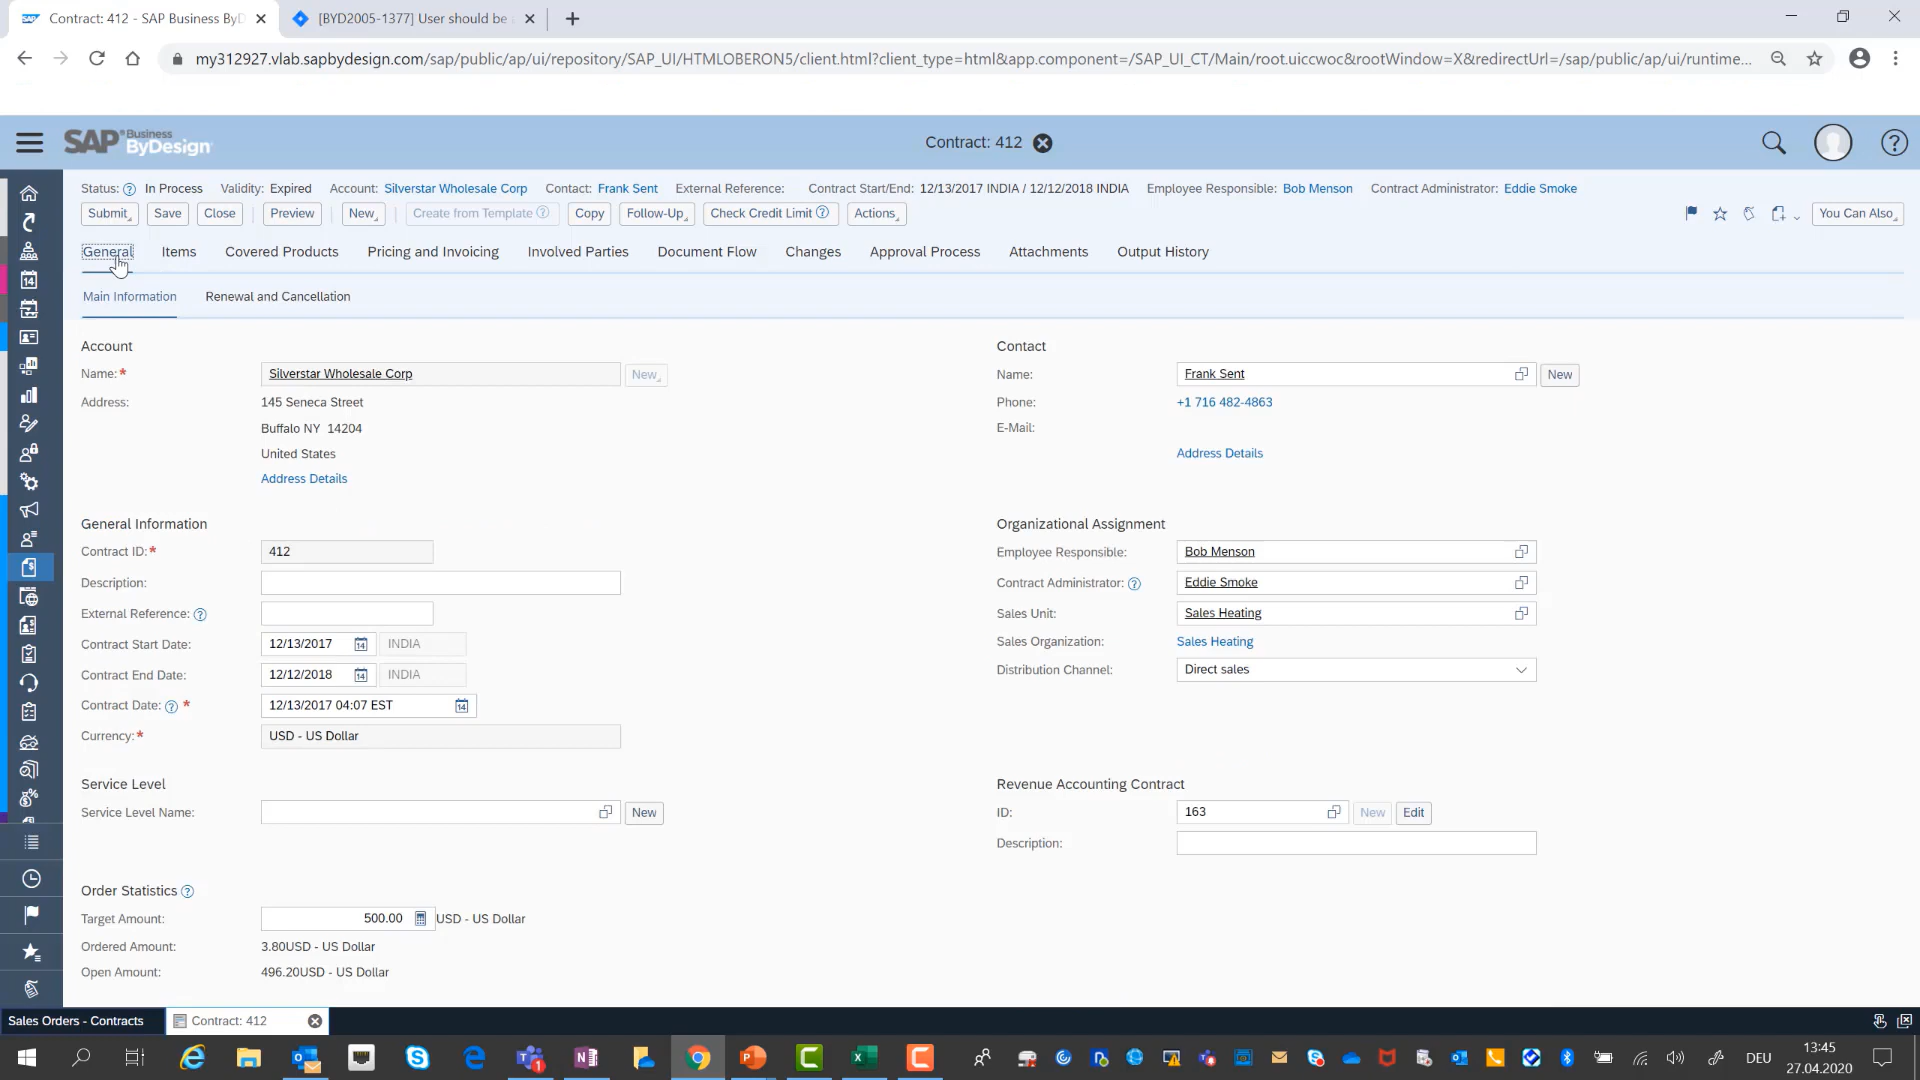 Contract: 412 - SAP Business ByD
[BYD2005-1377] User should be
my312927.vlab.sapbydesign.com/sap/public/ap/ui/repository/SAP_UI/HTMLOBERON5/client.html?client_type=html&app.component=/SAP_UI_CT/Main/root.uiccwoc&rootWindow=X&redirectUrl=/sap/public/ap/ui/runtime...
SAP Business ByDesign
Contract: 412
Status: In Process Validity: Expired Account: Silverstar Wholesale Corp Contact: Frank Sent External Reference: Contract Start/End: 12/13/2017 INDIA / 12/12/2018 INDIA Employee Responsible: Bob Menson Contract Administrator: Eddie Smoke
Submit Save Close Preview New Create from Template Copy Follow-Up Check Credit Limit Actions You Can Also
General Items Covered Products Pricing and Invoicing Involved Parties Document Flow Changes Approval Process Attachments Output History
Main Information Renewal and Cancellation
Account
Name:* Silverstar Wholesale Corp New
Address: 145 Seneca Street
Buffalo NY 14204
United States
Address Details
Contact
Name: Frank Sent New
Phone: +1 716 482-4863
E-Mail:
Address Details
General Information
Contract ID:* 412
Description:
External Reference:
Contract Start Date: 12/13/2017 14 INDIA
Contract End Date: 12/12/2018 14 INDIA
Contract Date: * 12/13/2017 04:07 EST 14
Currency:* USD - US Dollar
Organizational Assignment
Employee Responsible: Bob Menson
Contract Administrator: Eddie Smoke
Sales Unit: Sales Heating
Sales Organization: Sales Heating
Distribution Channel: Direct sales
Service Level
Service Level Name: New
Revenue Accounting Contract
ID: 163 New Edit
Description:
Order Statistics
Target Amount: 500.00 USD - US Dollar
Ordered Amount: 3.80USD - US Dollar
Open Amount: 496.20USD - US Dollar
Sales Orders - Contracts
Contract: 412
DEU
13:45
27.04.2020